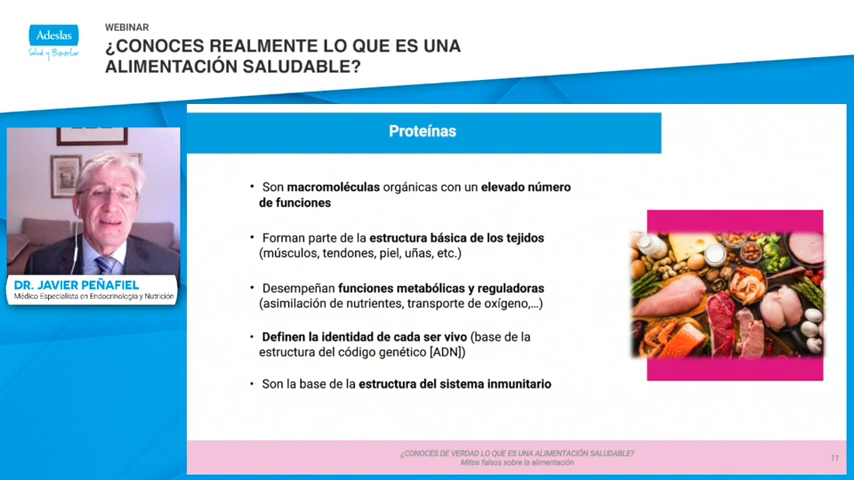 Adeslas
Salud y Bienestar
WEBINAR
¿CONOCES REALMENTE LO QUE ES UNA
ALIMENTACIÓN SALUDABLE?
Proteínas
• Son macromoléculas orgánicas con un elevado número
de funciones
• Forman parte de la estructura básica de los tejidos
(músculos, tendones, piel, uñas, etc.)
• Desempeñan funciones metabólicas y reguladoras
(asimilación de nutrientes, transporte de oxígeno,...)
• Definen la identidad de cada ser vivo (base de la
estructura del código genético [ADN])
• Son la base de la estructura del sistema inmunitario
DR. JAVIER PEÑAFIEL
Médico Especialista en Endocrinología y Nutrición
¿CONOCES DE VERDAD LO QUE ES UNA ALIMENTACIÓN SALUDABLE?
Mitos falsos sobre la alimentación
11